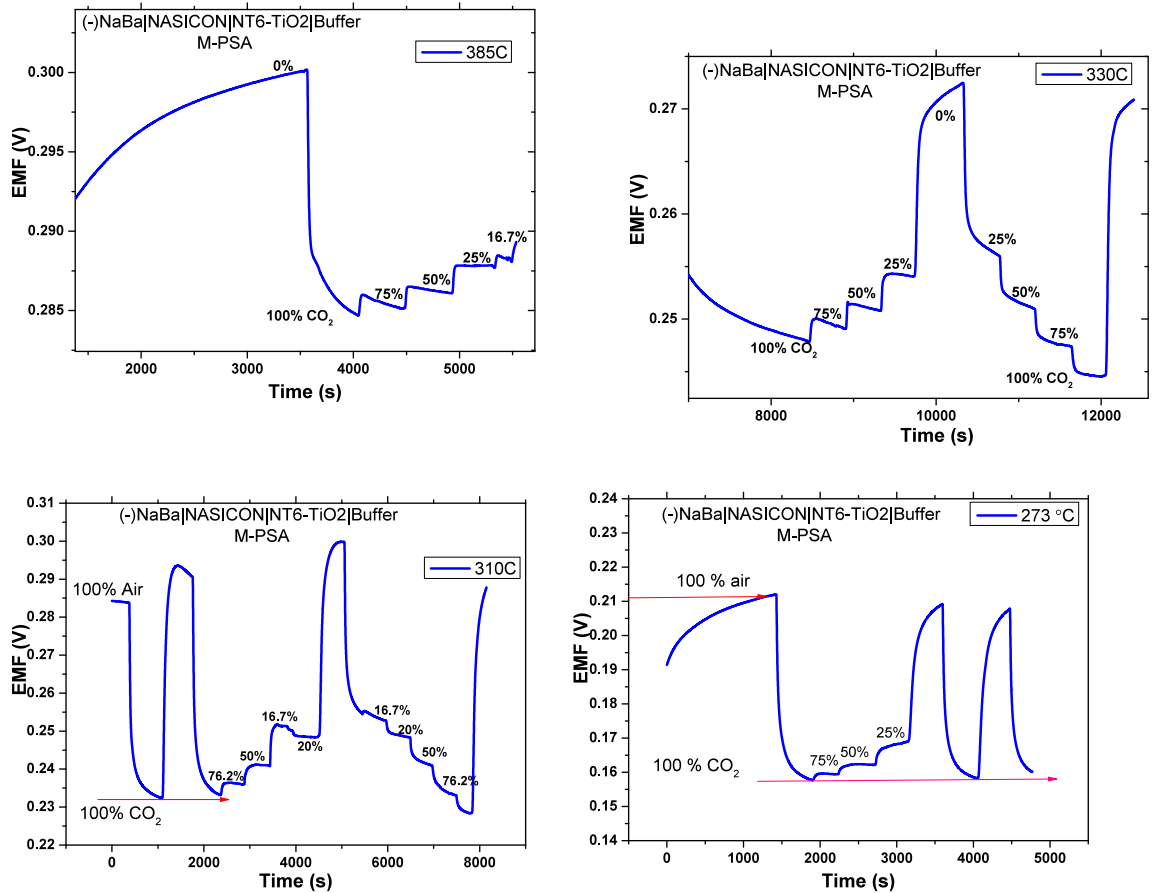 (-)NaBa|NASICON|NT6-TiO2|Buffer
M-PSA
385C
0%
100% CO2
75%
50%
25%
16.7%
0.300
0.295
0.290
0.285
EMF (V)
2000 3000 4000 5000
Time (s)
(-)NaBa|NASICON|NT6-TiO2|Buffer
M-PSA
330C
0%
25%
50%
75%
100% CO2
25%
50%
75%
100% CO2
0.27
0.26
0.25
EMF (V)
8000 10000 12000
Time (s)
(-)NaBa|NASICON|NT6-TiO2|Buffer
M-PSA
310C
100% Air
100% CO2
76.2%
50%
16.7%
20%
16.7%
20%
50%
76.2%
0.31
0.30
0.29
0.28
0.27
0.26
0.25
0.24
0.23
0.22
EMF (V)
0 2000 4000 6000 8000
Time (s)
(-)NaBa|NASICON|NT6-TiO2|Buffer
M-PSA
273 °C
100 % air
100 % CO2
75%
50%
25%
0.24
0.23
0.22
0.21
0.20
0.19
0.18
0.17
0.16
0.15
0.14
EMF (V)
0 1000 2000 3000 4000 5000
Time (s)